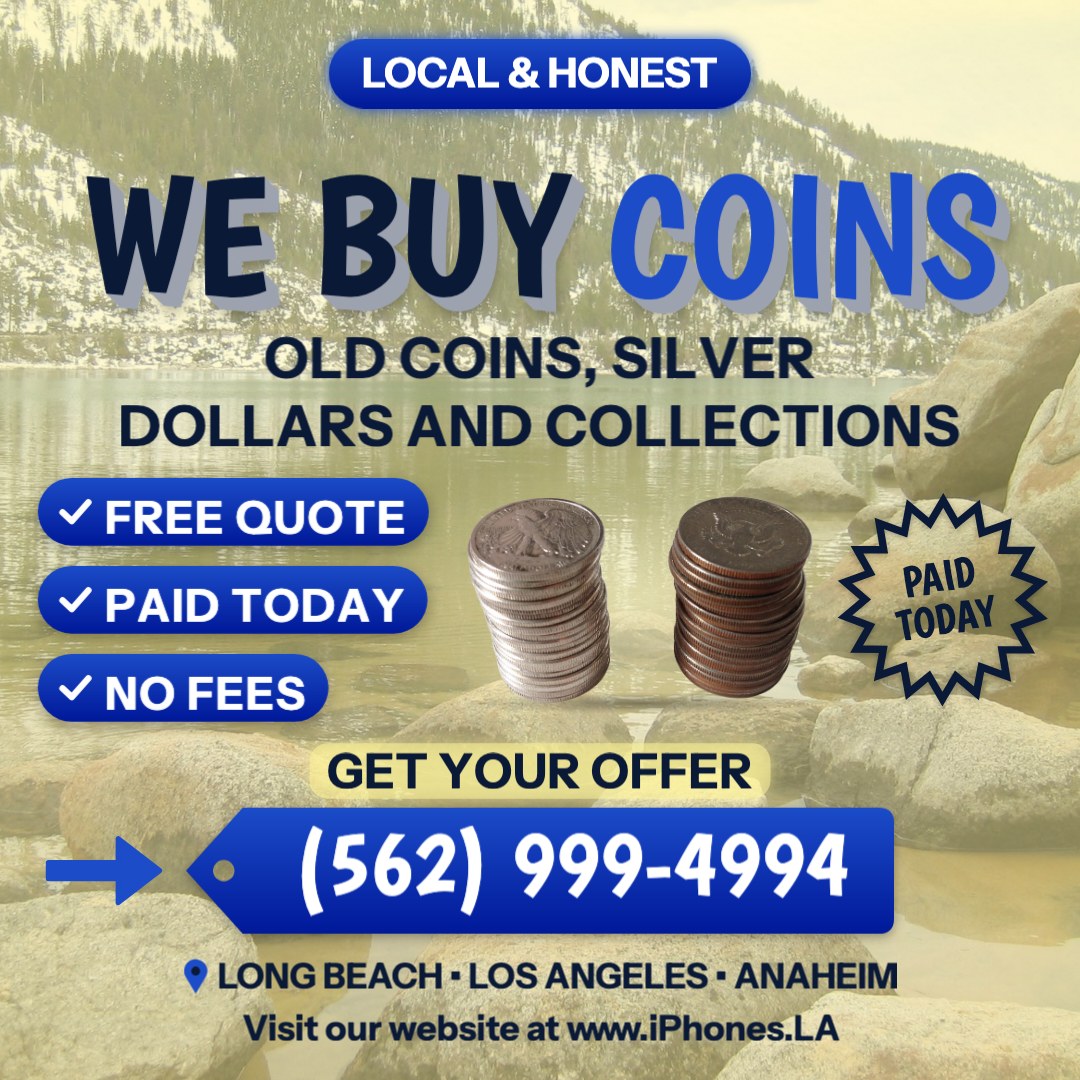 LOCAL & HONEST
WE BUY COINS
OLD COINS, SILVER
DOLLARS AND COLLECTIONS
FREE QUOTE
PAID TODAY
NO FEES
PAID
TODAY
GET YOUR OFFER
(562) 999-4994
LONG BEACH ▪ LOS ANGELES ▪ ANAHEIM
Visit our website at www.iPhones.LA